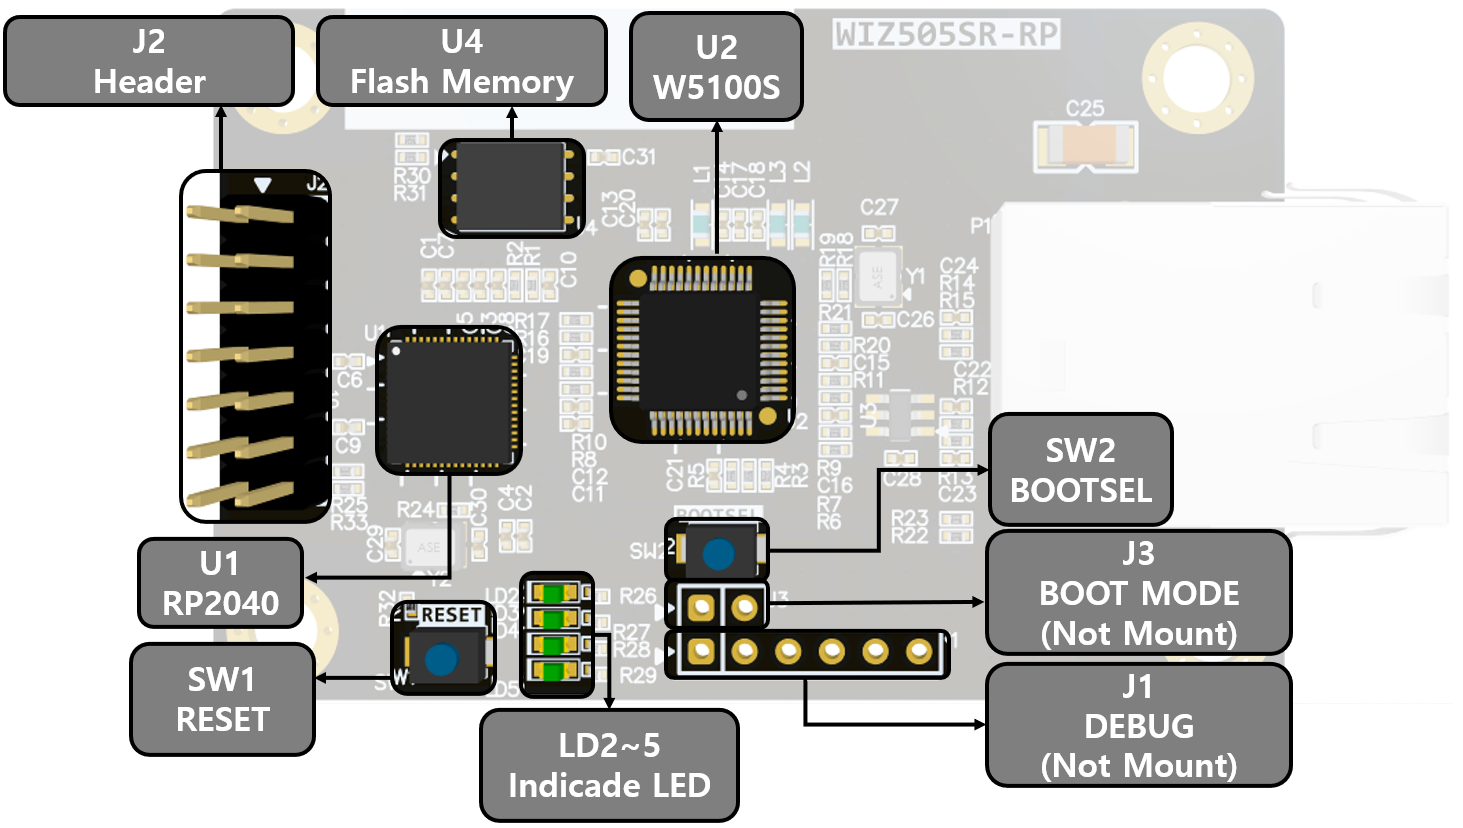 J2
Header
U4
Flash Memory
U2
W5100S
WIZ505SR-RP
C25
C31
R30
R31
J2
L1
C17
C18
L3
L2
C13
C20
C27
P1
C1
R2
R1
C10
R19
R18
ASE
Y1
C24
R14
R15
R21
C26
R17
R16
C19
R20
C15
R11
C22
R12
C6
U3
C9
R10
R8
C12
C11
C21
R5
R4
R3
R9
C16
R7
R6
C28
R13
C23
SW2
BOOTSEL
R25
R33
R24
C30
C4
C2
C29
ASE
Y2
BOOTSEL
SW2
R23
R22
U1
RP2040
J3
BOOT MODE
(Not Mount)
R32
RESET
LD2
R26
R27
R28
R29
SW1
RESET
J1
DEBUG
(Not Mount)
LD2~5
Indicade LED